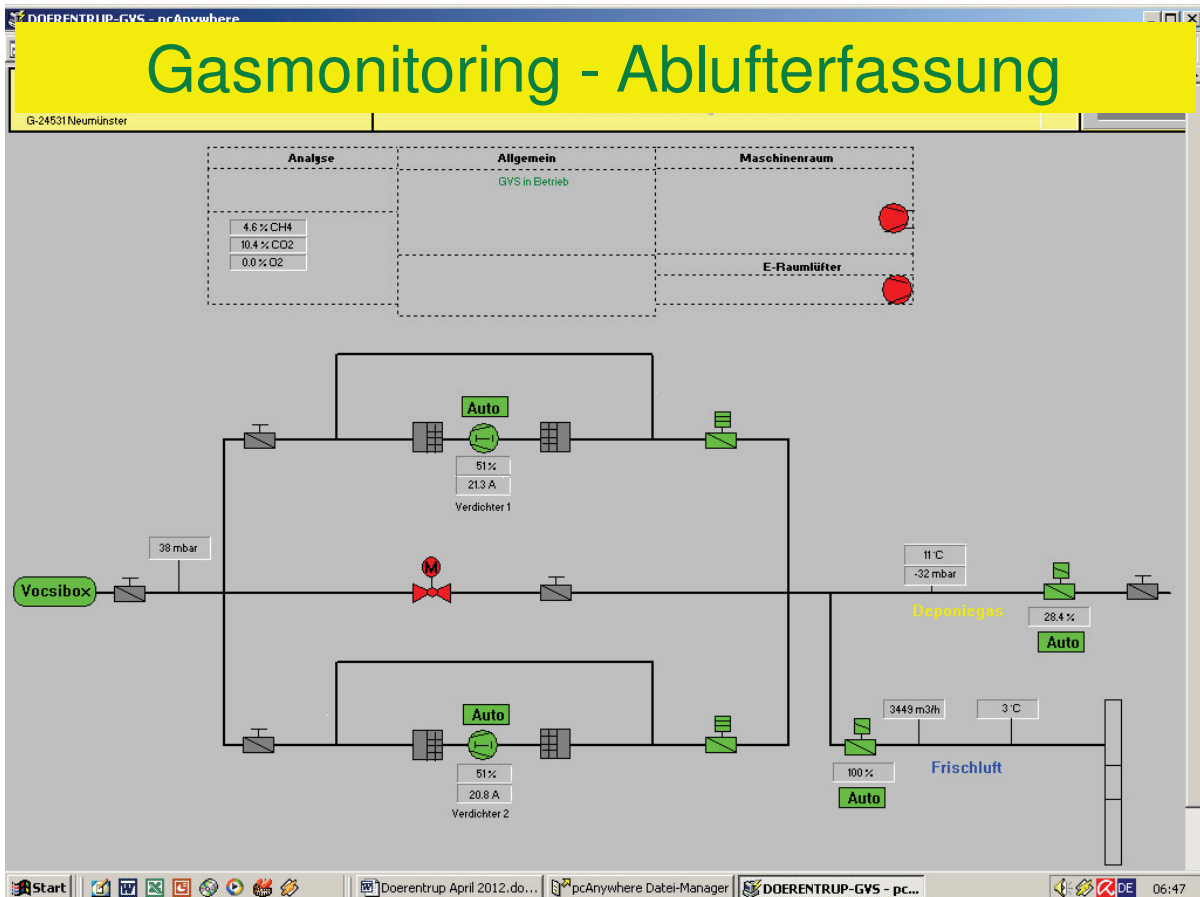 DOERENTRUP-GVS - pcAnywhere
Gasmonitoring - Ablufterfassung
G-24531 Neumünster
Analyse
Allgemein
Maschinenraum
GVS in Betrieb
4.6 % CH4
10.4 % CO2
0.0 % O2
E-Raumlüfter
Auto
51 %
21.3 A
Verdichter 1
38 mbar
M
Vocsibox
11 °C
-32 mbar
Deponiegas
28.4 %
Auto
Auto
51 %
20.8 A
Verdichter 2
3449 m3/h
3 °C
Frischluft
100 %
Auto
Start
Doerentrup April 2012.do...
pcAnywhere Datei-Manager
DOERENTRUP-GVS - pc...
DE
06:47